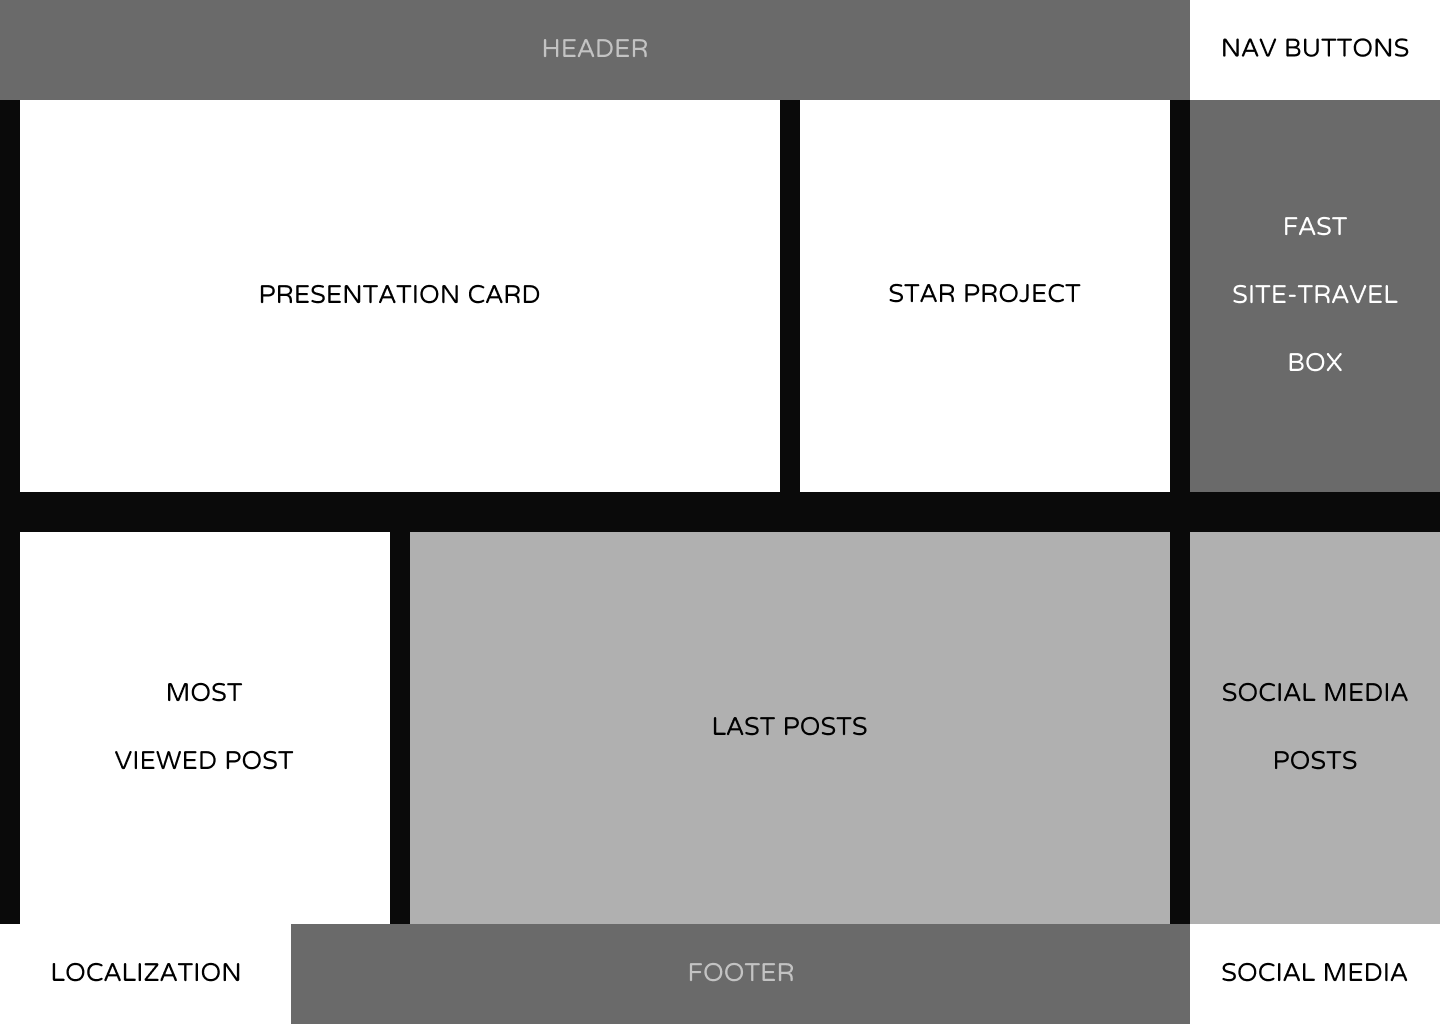 HEADER
NAV BUTTONS
PRESENTATION CARD
STAR PROJECT
FAST
SITE-TRAVEL
BOX
MOST
VIEWED POST
LAST POSTS
SOCIAL MEDIA
POSTS
LOCALIZATION
FOOTER
SOCIAL MEDIA